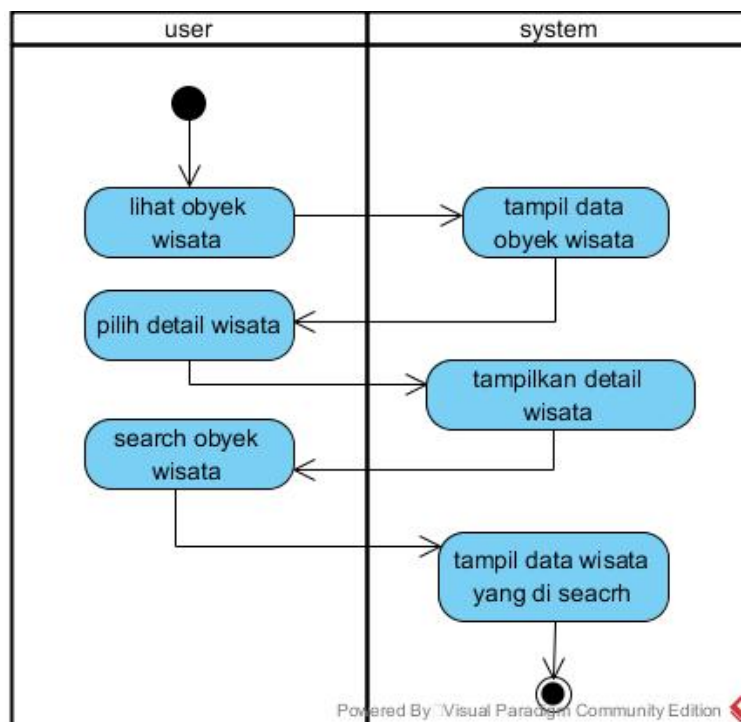 user
system
lihat obyek
wisata
tampil data
obyek wisata
pilih detail wisata
tampilkan detail
wisata
search obyek
wisata
tampil data wisata
yang di seacrh
Powered By Visual Paradigm Community Edition